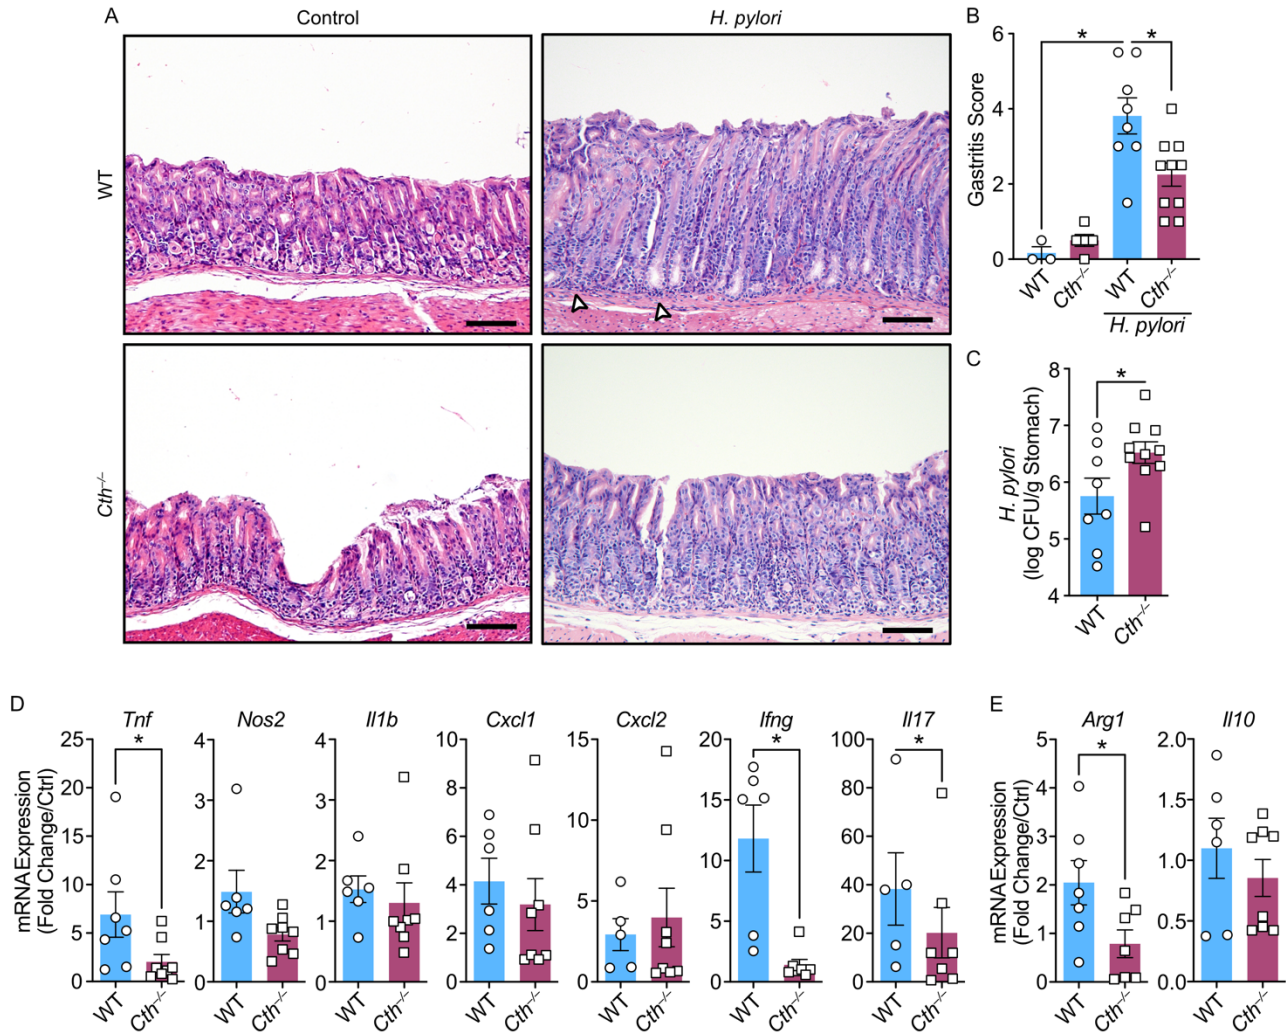 A
Control
H. pylori
WT
Cth–/–
B
Gastritis Score
6
4
2
0
*
*
WT
Cth–/–
WT
Cth–/–
H. pylori
C
H. pylori
(log CFU/g Stomach)
8
7
6
5
4
*
WT
Cth–/–
D
mRNA Expression
(Fold Change/Ctrl)
Tnf
25
20
15
10
5
0
*
WT
Cth–/–
Nos2
4
3
2
1
0
WT
Cth–/–
Il1b
4
3
2
1
0
WT
Cth–/–
Cxcl1
10
8
6
4
2
0
WT
Cth–/–
Cxcl2
15
10
5
0
WT
Cth–/–
Ifng
20
15
10
5
0
*
WT
Cth–/–
Il17
100
80
60
40
20
0
*
WT
Cth–/–
E
mRNA Expression
(Fold Change/Ctrl)
Arg1
5
4
3
2
1
0
*
WT
Cth–/–
Il10
2.0
1.5
1.0
0.5
0.0
WT
Cth–/–